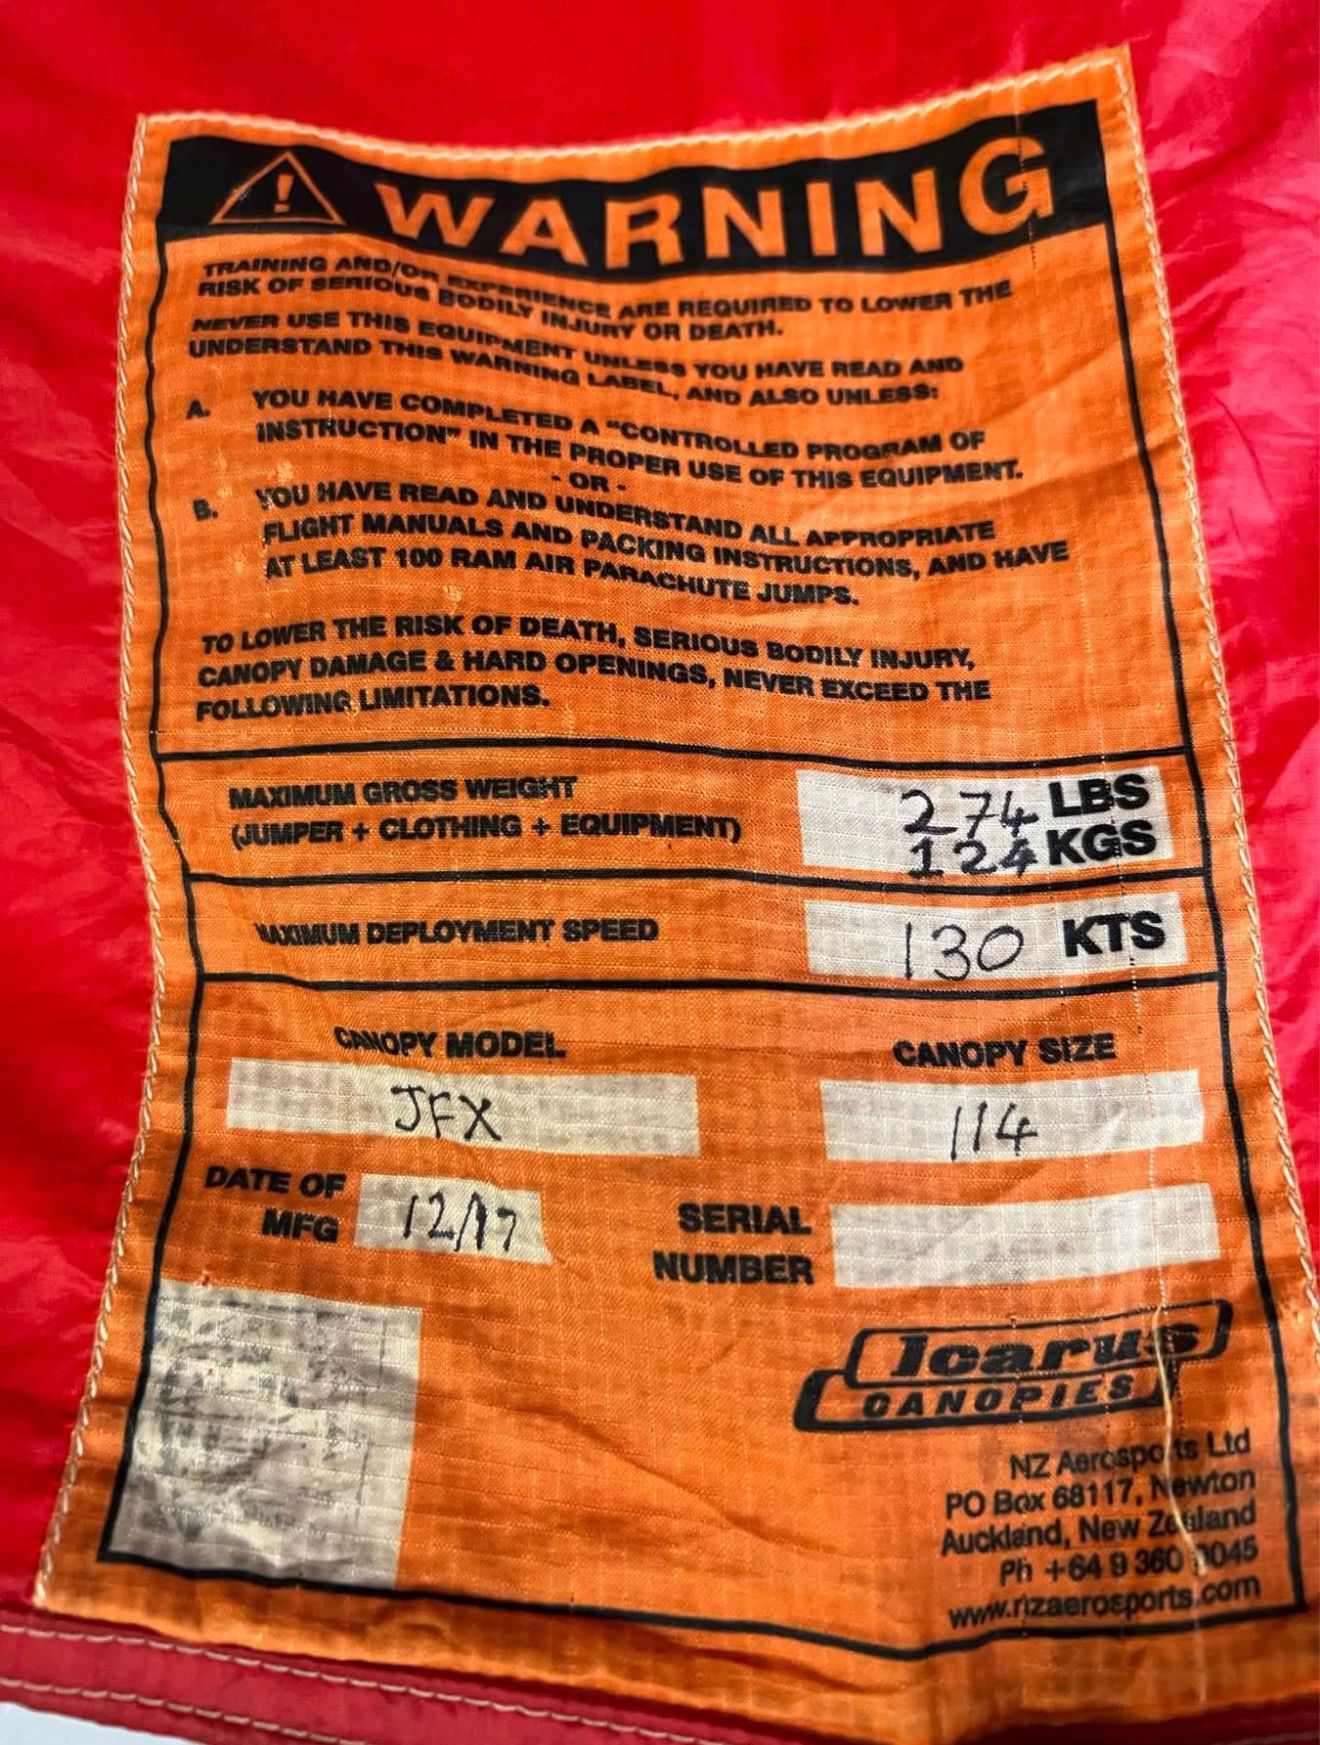 ! WARNING
TRAINING AND/OR EXPERIENCE ARE REQUIRED TO LOWER THE
RISK OF SERIOUS BODILY INJURY OR DEATH.
NEVER USE THIS EQUIPMENT UNLESS YOU HAVE READ AND
UNDERSTAND THIS WARNING LABEL, AND ALSO UNLESS:
A. YOU HAVE COMPLETED A "CONTROLLED PROGRAM OF
INSTRUCTION" IN THE PROPER USE OF THIS EQUIPMENT.
- OR -
B. YOU HAVE READ AND UNDERSTAND ALL APPROPRIATE
FLIGHT MANUALS AND PACKING INSTRUCTIONS, AND HAVE
AT LEAST 100 RAM AIR PARACHUTE JUMPS.
TO LOWER THE RISK OF DEATH, SERIOUS BODILY INJURY,
CANOPY DAMAGE & HARD OPENINGS, NEVER EXCEED THE
FOLLOWING LIMITATIONS.
MAXIMUM GROSS WEIGHT 274 LBS
(JUMPER + CLOTHING + EQUIPMENT) 124 KGS
MAXIMUM DEPLOYMENT SPEED 130 KTS
CANOPY MODEL CANOPY SIZE
JFX 114
DATE OF
MFG 12/17
SERIAL
NUMBER
Icarus
CANOPIES
NZ Aerosports Ltd
PO Box 68117, Newton
Auckland, New Zealand
Ph +64 9 360 0045
www.nzaerosports.com